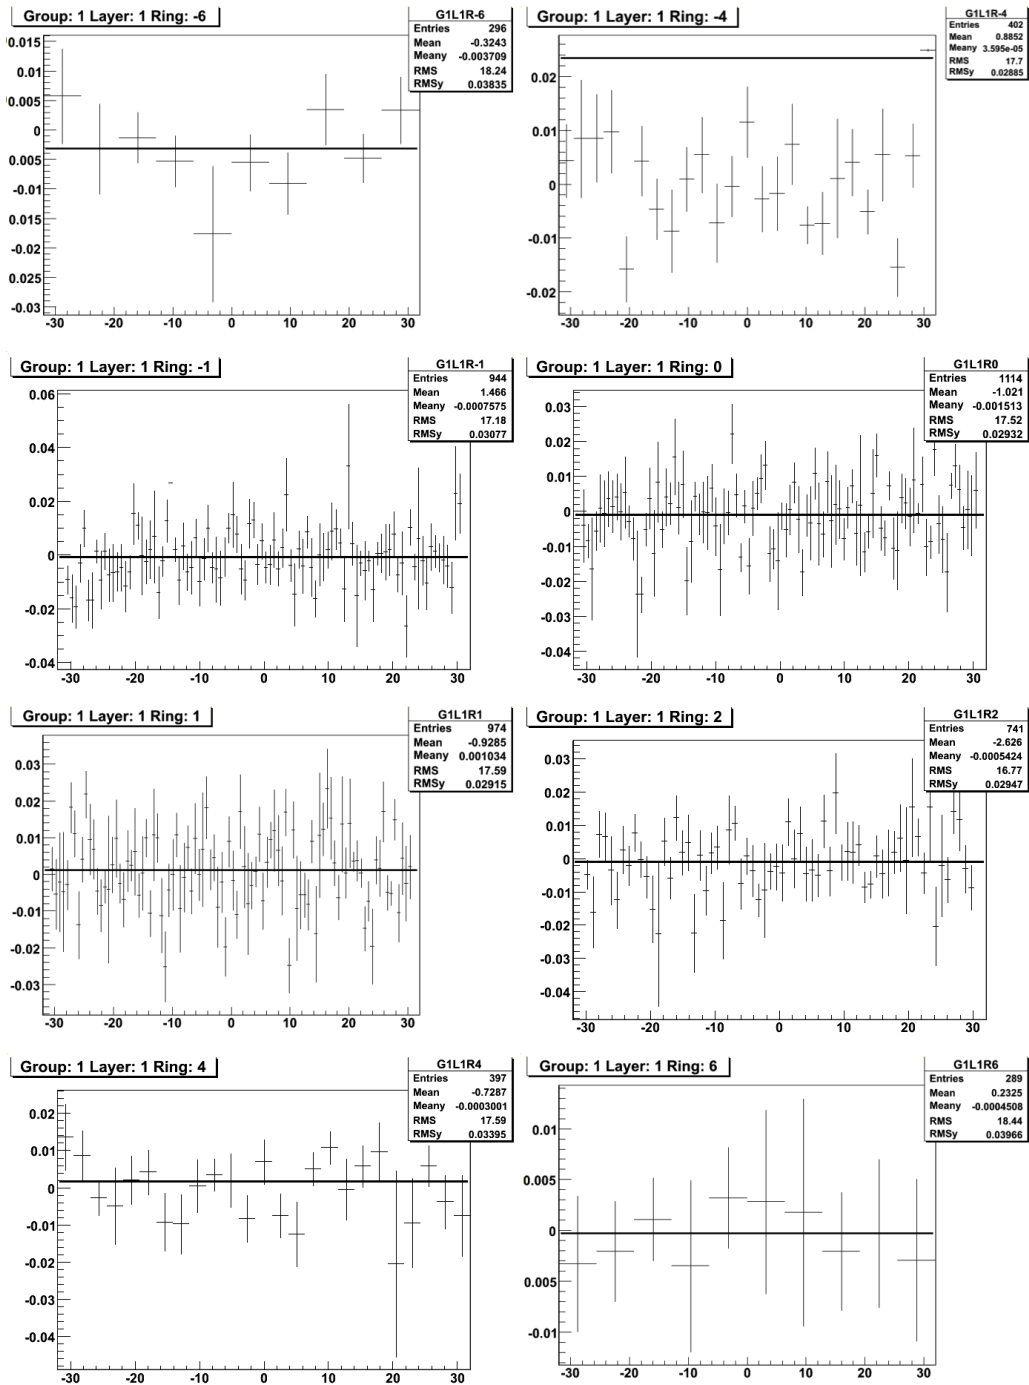 Group: 1 Layer: 1 Ring: -6
G1L1R-6
Entries 296
Mean -0.3243
Meany -0.003709
RMS 18.24
RMSy 0.03835
0.015
0.01
0.005
0
0.005
-0.01
0.015
-0.02
0.025
-0.03
-30 -20 -10 0 10 20 30
Group: 1 Layer: 1 Ring: -4
G1L1R-4
Entries 402
Mean 0.8852
Meany 3.595e-05
RMS 17.7
RMSy 0.02885
0.02
0.01
0
-0.01
-0.02
-30 -20 -10 0 10 20 30
Group: 1 Layer: 1 Ring: -1
G1L1R-1
Entries 944
Mean 1.466
Meany -0.0007575
RMS 17.18
RMSy 0.03077
0.06
0.04
0.02
0
-0.02
-0.04
-30 -20 -10 0 10 20 30
Group: 1 Layer: 1 Ring: 0
G1L1R0
Entries 1114
Mean -1.021
Meany -0.001513
RMS 17.52
RMSy 0.02932
0.03
0.02
0.01
0
-0.01
-0.02
-0.03
-0.04
-30 -20 -10 0 10 20 30
Group: 1 Layer: 1 Ring: 1
G1L1R1
Entries 974
Mean -0.9285
Meany 0.001034
RMS 17.59
RMSy 0.02915
0.03
0.02
0.01
0
-0.01
-0.02
-0.03
-30 -20 -10 0 10 20 30
Group: 1 Layer: 1 Ring: 2
G1L1R2
Entries 741
Mean -2.626
Meany -0.0005424
RMS 16.77
RMSy 0.02947
0.03
0.02
0.01
0
-0.01
-0.02
-0.03
-0.04
-30 -20 -10 0 10 20 30
Group: 1 Layer: 1 Ring: 4
G1L1R4
Entries 397
Mean -0.7287
Meany -0.0003001
RMS 17.59
RMSy 0.03395
0.02
0.01
0
-0.01
-0.02
-0.03
-0.04
-30 -20 -10 0 10 20 30
Group: 1 Layer: 1 Ring: 6
G1L1R6
Entries 289
Mean 0.2325
Meany -0.0004508
RMS 18.44
RMSy 0.03966
0.01
0.005
0
0.005
-0.01
-30 -20 -10 0 10 20 30